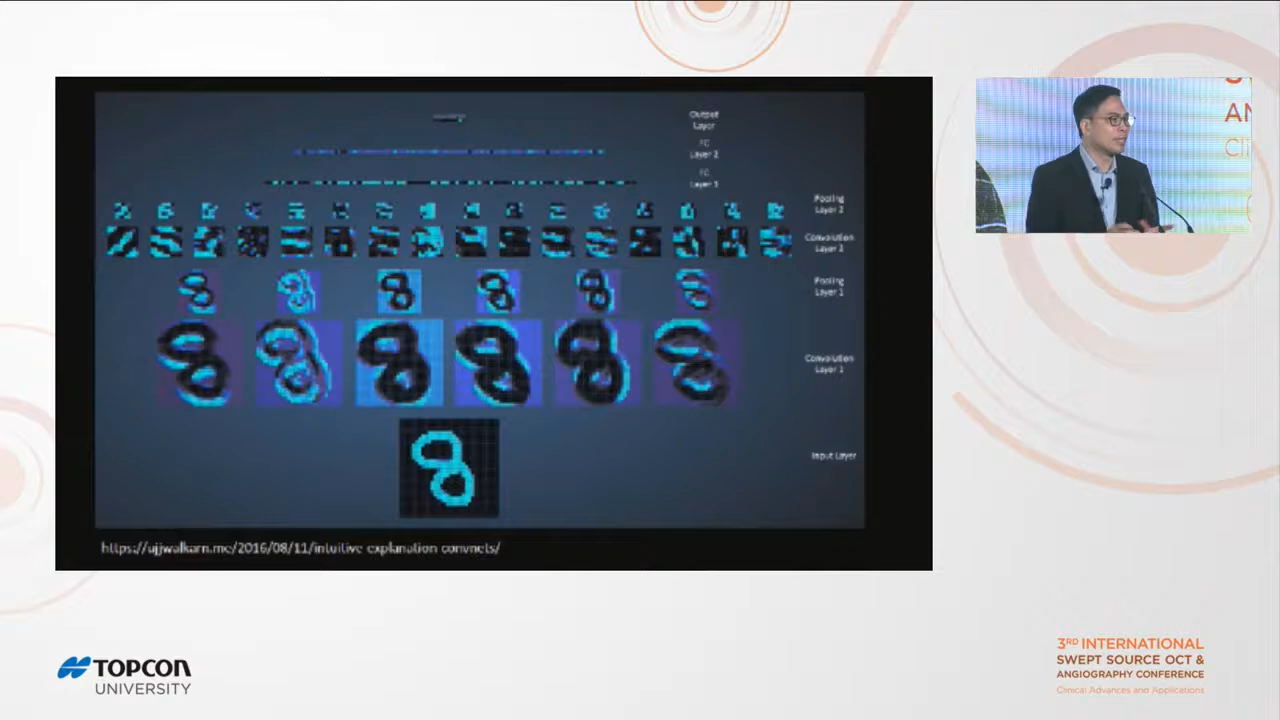 Output
Layer
FC
Layer 2
FC
Layer 1
Pooling
Layer 2
Convolution
Layer 2
Pooling
Layer 1
Convolution
Layer 1
Input Layer
https://ujjwalkarn.me/2016/08/11/intuitive-explanation-convnets/
AN
Cli
TOPCON
UNIVERSITY
3RD INTERNATIONAL
SWEPT SOURCE OCT &
ANGIOGRAPHY CONFERENCE
Clinical Advances and Applications